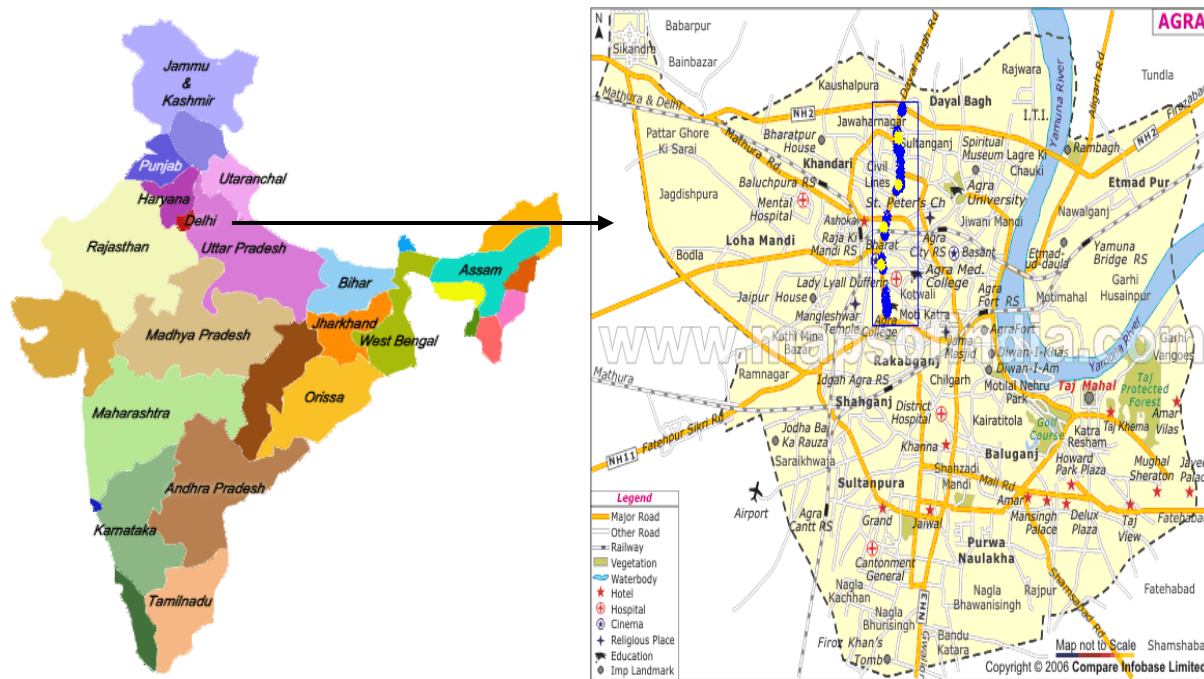 Jammu
&
Kashmir
Punjab
Utaranchal
Haryana
Delhi
Rajasthan
Uttar Pradesh
Assam
Bihar
Jharkhand
Madhya Pradesh
West Bengal
Orissa
Maharashtra
Andhra Pradesh
Karnataka
Tamilnadu
AGRA
N
Babarpur
Sikandra
Bainbazar
Dayal Bagh Rd
Aligarh Rd
Rajwara
Tundla
Kaushalpura
Dayal Bagh
Yamuna River
Mathura & Delhi
NH2
I.T.I.
Firozabad
Jawaharnagar
Pattar Ghore
Ki Sarai
Bharatpur
House
Mathura Rd.
Sultanganj
Spiritual
Museum
Lagre Ki
Chauki
Rambagh
NH2
Khandari
Civil
Lines
Jagdishpura
Baluchpura RS
Agra
University
Etmad Pur
Mental
Hospital
St. Peter's Ch
Nawalganj
Ashoka
Jiwani Mandi
Loha Mandi
Raja Ki
Mandi RS
Bharat
Agra
City RS
Basant
Etmad-
ud-daula
Yamuna
Bridge RS
Bodla
Lady Lyall Dufferin
Agra Med.
College
Garhi
Husainpur
Jaipur
House
Kotwali
Agra
Fort RS
Motimahal
Mangleshwar
Temple
Moti Katra
Agra
College
www.mapsofindia.com
Kothi Mina
Bazar
Jama
Masjid
AgraFort
Diwan-I-Khas
Diwan-I-Am
Yamuna River
Garhi
Vangoes
Mathura
Ramnagar
Rakabganj
Idgah Agra RS
Chilgarh
Motilal Nehru
Park
Taj Mahal
Taj
Protected
Forest
Shahganj
District
Hospital
Kairatitola
Golf
Course
Taj Khema
Amar
Vilas
Fatehpur Sikri Rd
NH11
Jodha Bai
Ka Rauza
Khanna
Katra
Resham
Saraikhwaja
Baluganj
Howard
Park Plaza
Mughal
Sheraton
Shahzadi
Mandi
Mall Rd
Sultanpura
Amar
Airport
Agra
Cantt RS
Grand
Jaiwal
Mansingh
Palace
Delux
Plaza
Taj
View
Fatehabad
Purwa
Naulakha
Cantonment
General
Shamsabad Rd
Nagla
Kachhan
Nagla
Bhawanisingh
Rajpur
Fatehabad
Nagla
Bhurisingh
Firoz Khan's
Tomb
Bandu
Katara
Legend
Major Road
Other Road
Railway
Vegetation
Waterbody
Hotel
Hospital
Cinema
Religious Place
Education
Imp Landmark
Map not to Scale
Copyright © 2006 Compare Infobase Limited